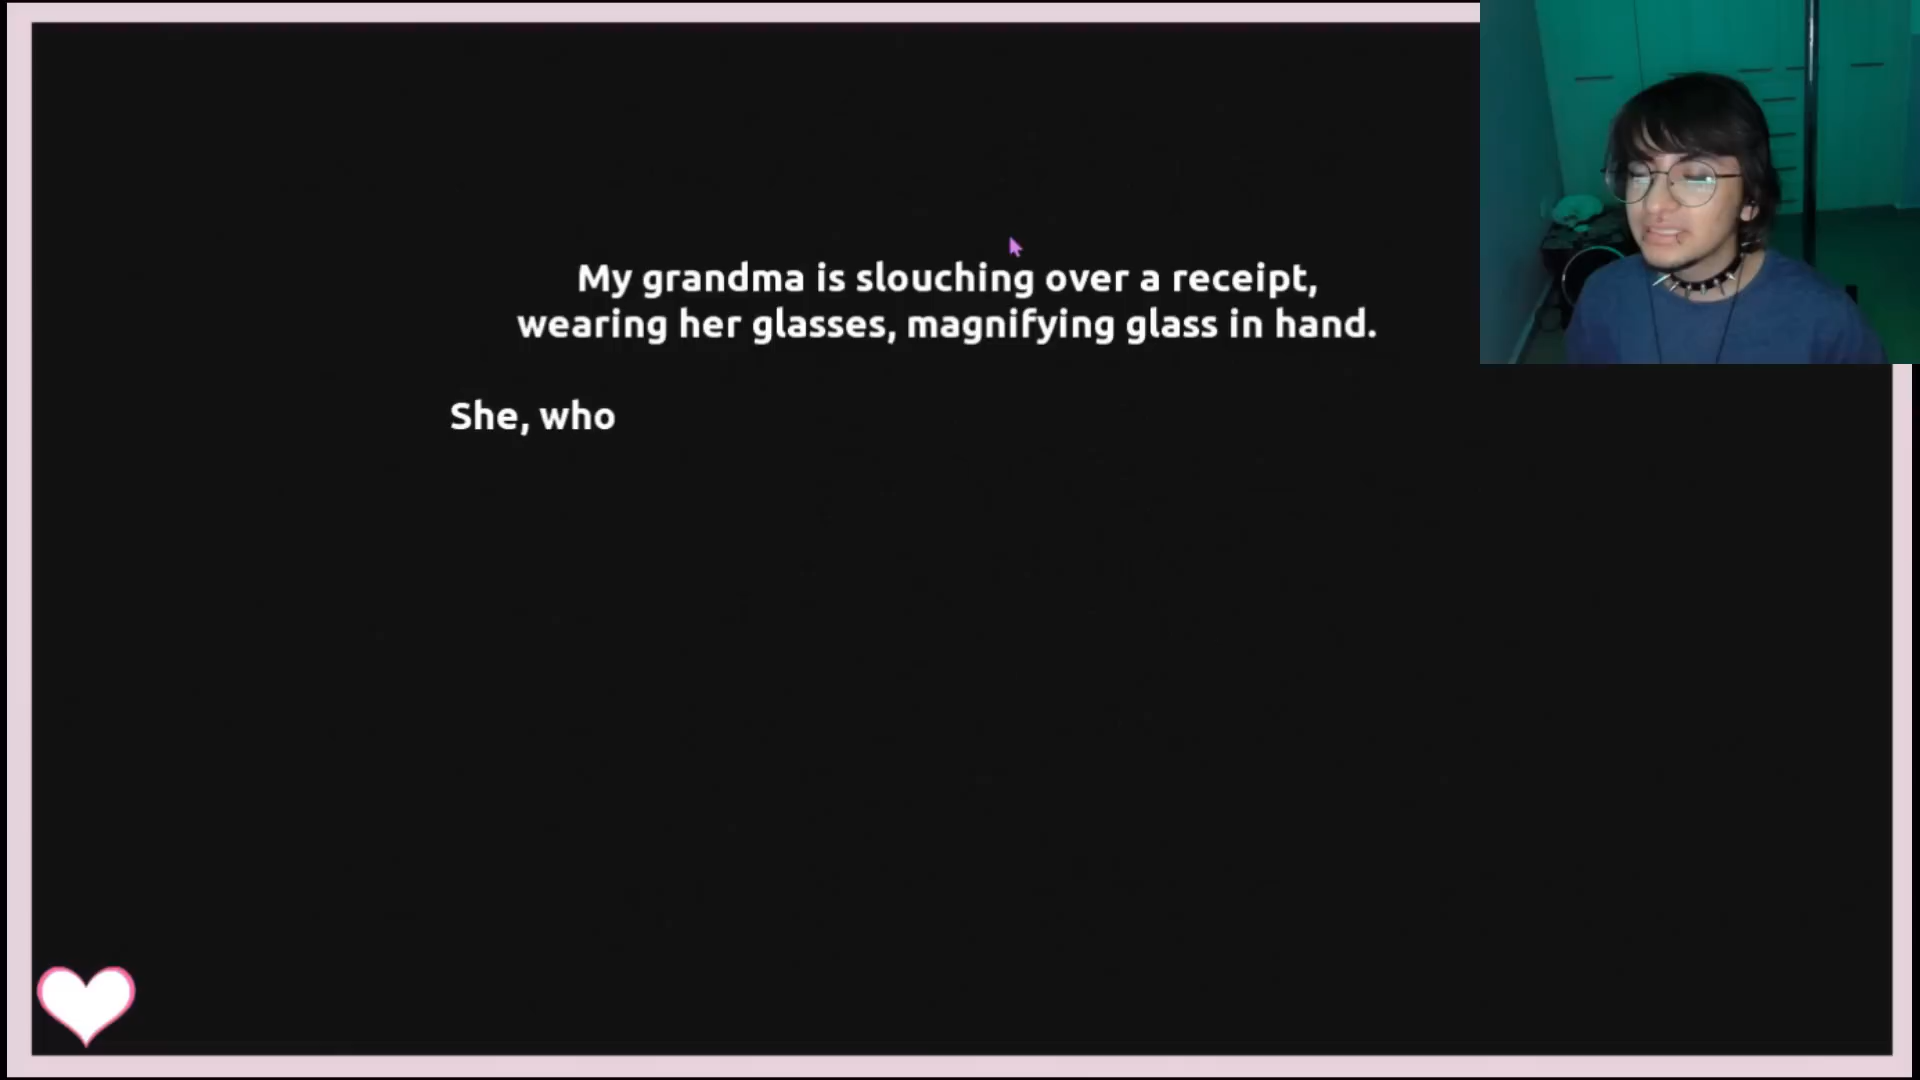 My grandma is slouching over a receipt,
wearing her glasses, magnifying glass in hand.
She, who